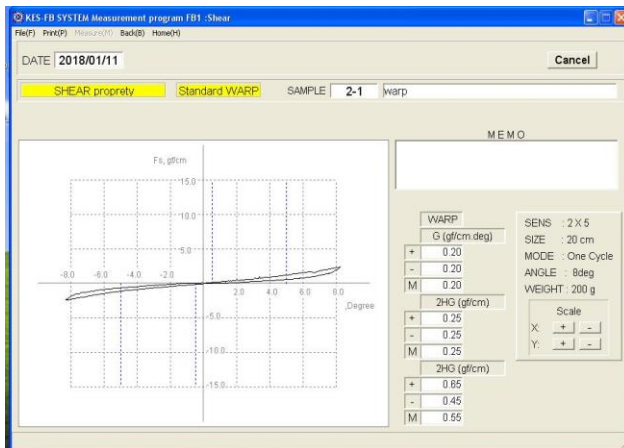 KES-FB SYSTEM Measurement program FB1 :Shear
File(F) Print(P) Measure(M) Back(B) Home(H)
DATE 2018/01/11 Cancel
SHEAR proprety Standard WARP SAMPLE 2-1 warp
MEMO
Fs, gf/cm
15.0
10.0
5.0
-8.0 -6.0 -4.0 -2.0
2.0 4.0 6.0 8.0
,Degree
-5.0
-10.0
-15.0
WARP
G (gf/cm.deg)
+ 0.20
- 0.20
M 0.20
2HG (gf/cm)
+ 0.25
- 0.25
M 0.25
2HG (gf/cm)
+ 0.65
- 0.45
M 0.55
SENS : 2 X 5
SIZE : 20 cm
MODE : One Cycle
ANGLE : 8deg
WEIGHT : 200 g
Scale
X: + -
Y: + -